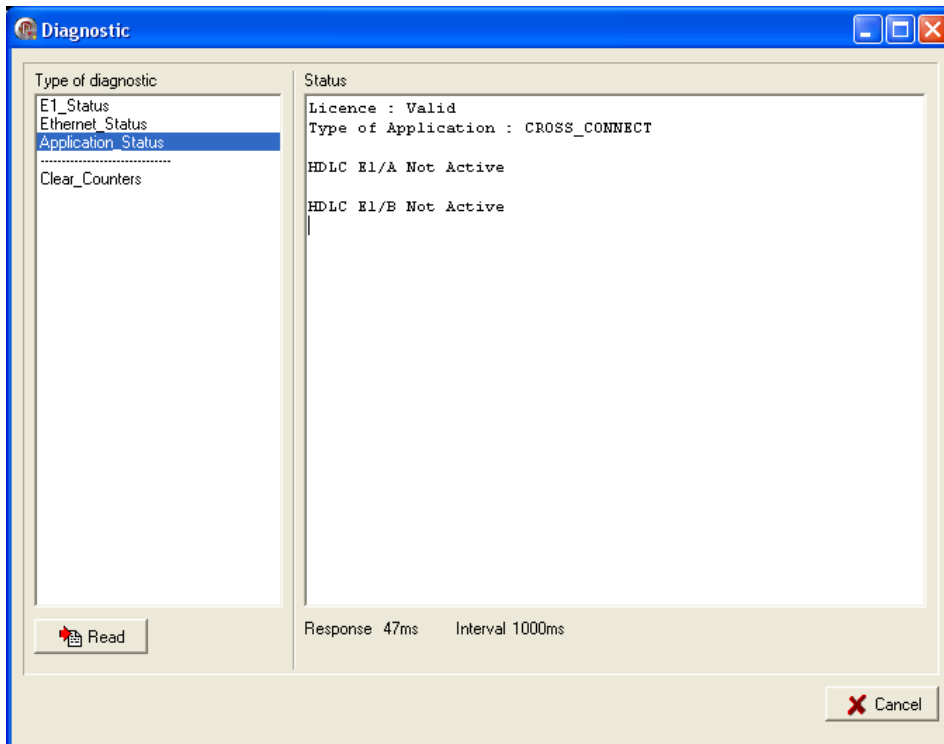 Diagnostic
Type of diagnostic
E1_Status
Ethernet_Status
Application_Status
-------------------------------
Clear_Counters
Read
Status
Licence : Valid
Type of Application : CROSS_CONNECT
HDLC E1/A Not Active
HDLC E1/B Not Active
Response 47ms Interval 1000ms
Cancel